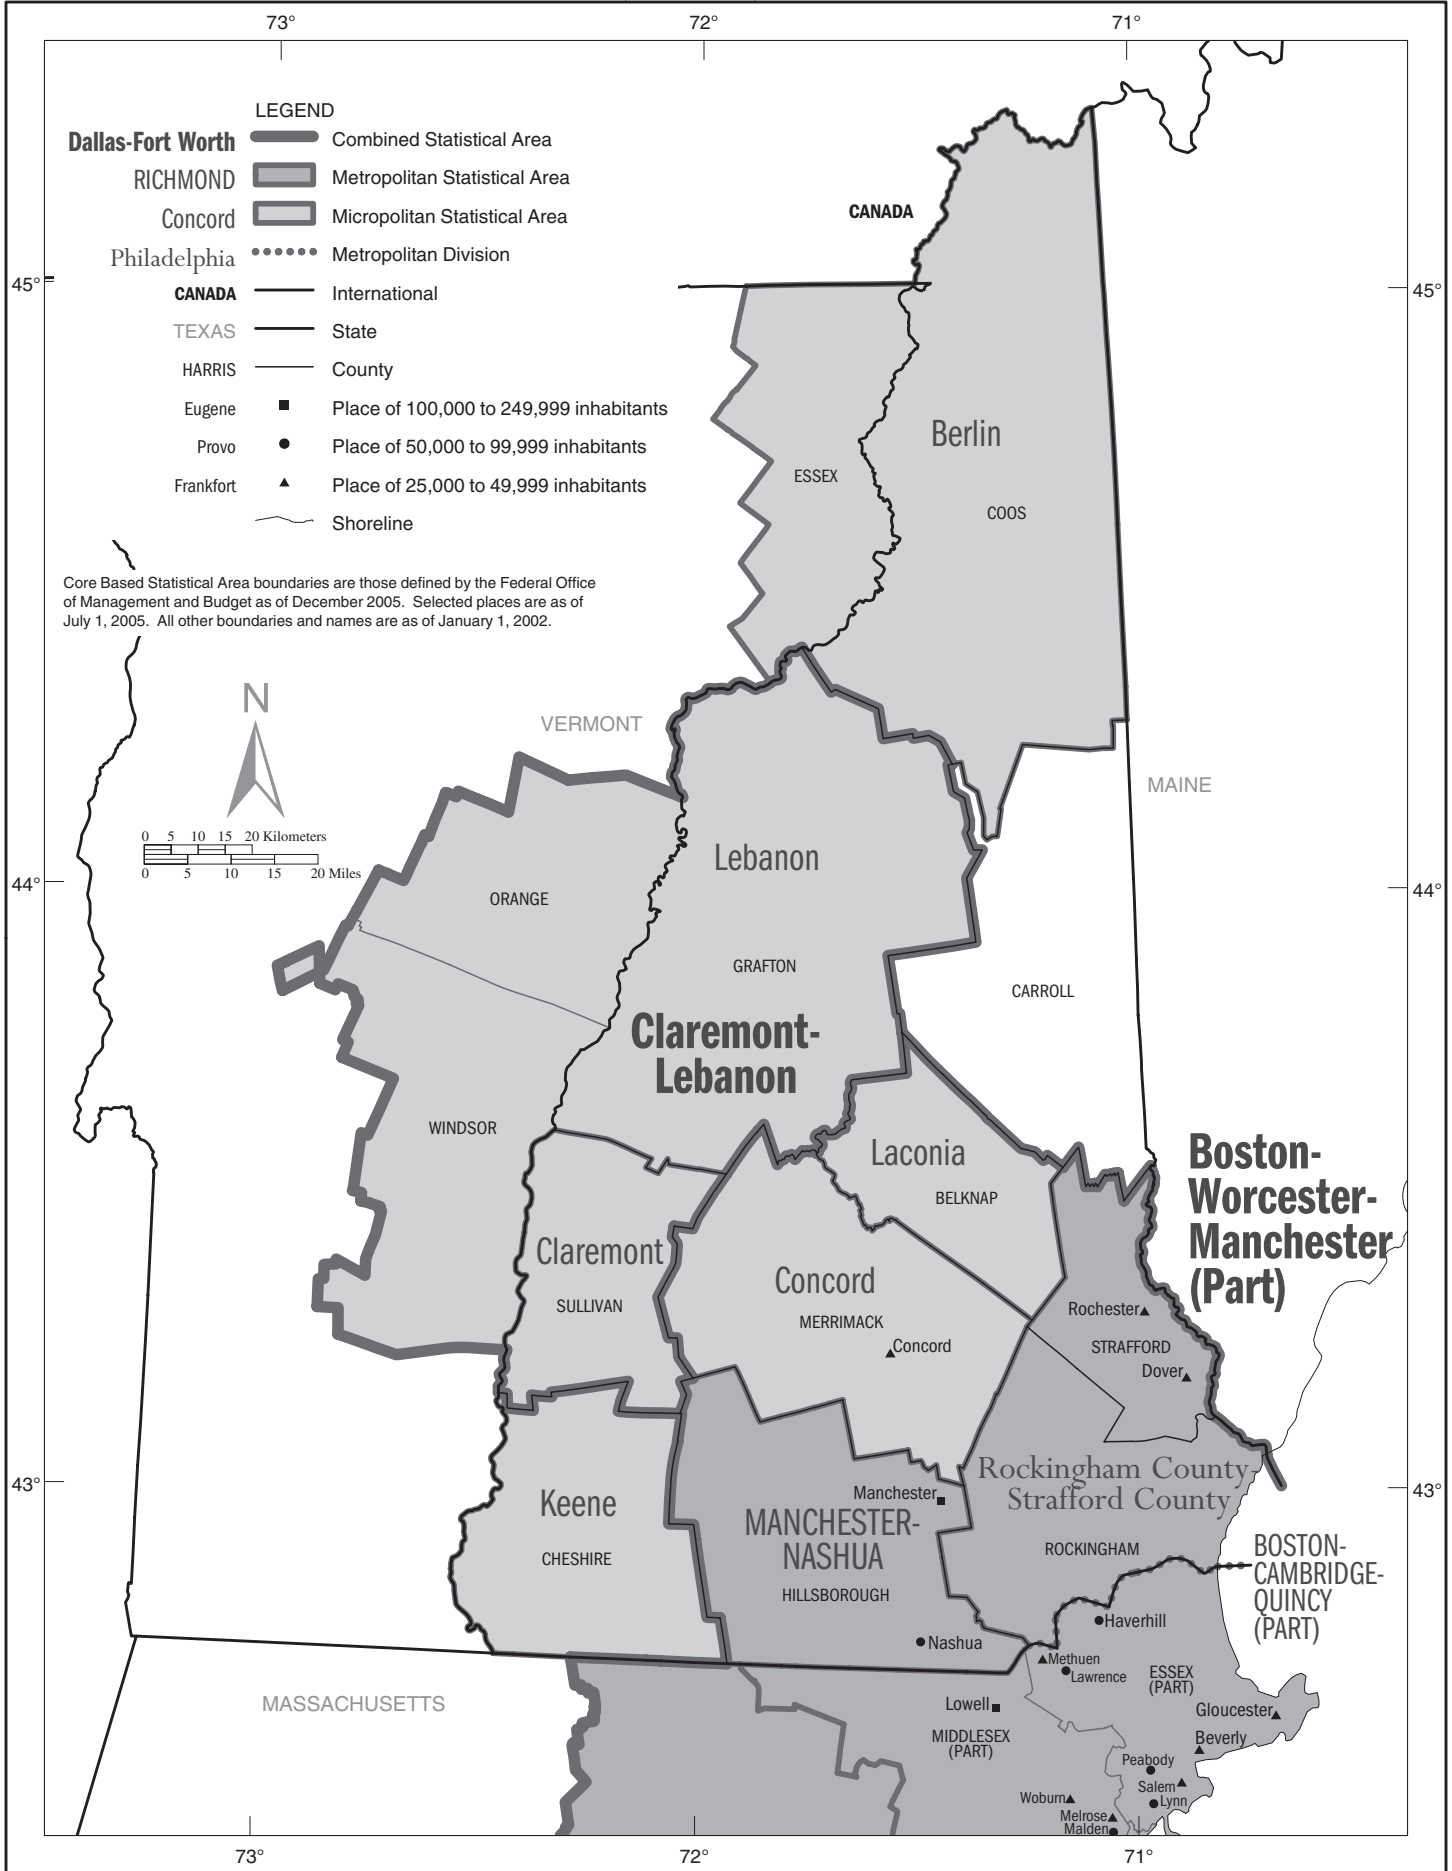 73°
72°
71°
LEGEND
Dallas-Fort Worth Combined Statistical Area
RICHMOND Metropolitan Statistical Area
Concord Micropolitan Statistical Area
Philadelphia Metropolitan Division
CANADA International
TEXAS State
HARRIS County
Eugene Place of 100,000 to 249,999 inhabitants
Provo Place of 50,000 to 99,999 inhabitants
Frankfort Place of 25,000 to 49,999 inhabitants
Shoreline
Core Based Statistical Area boundaries are those defined by the Federal Office
of Management and Budget as of December 2005. Selected places are as of
July 1, 2005. All other boundaries and names are as of January 1, 2002.
CANADA
45°
45°
Berlin
ESSEX
COOS
N
VERMONT
MAINE
0 5 10 15 20 Kilometers
0 5 10 15 20 Miles
Lebanon
44°
44°
ORANGE
GRAFTON
CARROLL
Claremont-
Lebanon
WINDSOR
Laconia
BELKNAP
Boston-
Worcester-
Manchester
(Part)
Claremont
SULLIVAN
Concord
MERRIMACK
Concord
Rochester
STRAFFORD
Dover
43°
43°
Rockingham County-
Strafford County
Manchester
Keene
CHESHIRE
MANCHESTER-
NASHUA
HILLSBOROUGH
ROCKINGHAM
BOSTON-
CAMBRIDGE-
QUINCY
(PART)
Haverhill
Nashua
Methuen
Lawrence
ESSEX
(PART)
MASSACHUSETTS
Lowell
Gloucester
MIDDLESEX
(PART)
Beverly
Peabody
Salem
Lynn
Woburn
Melrose
Malden
73°
72°
71°